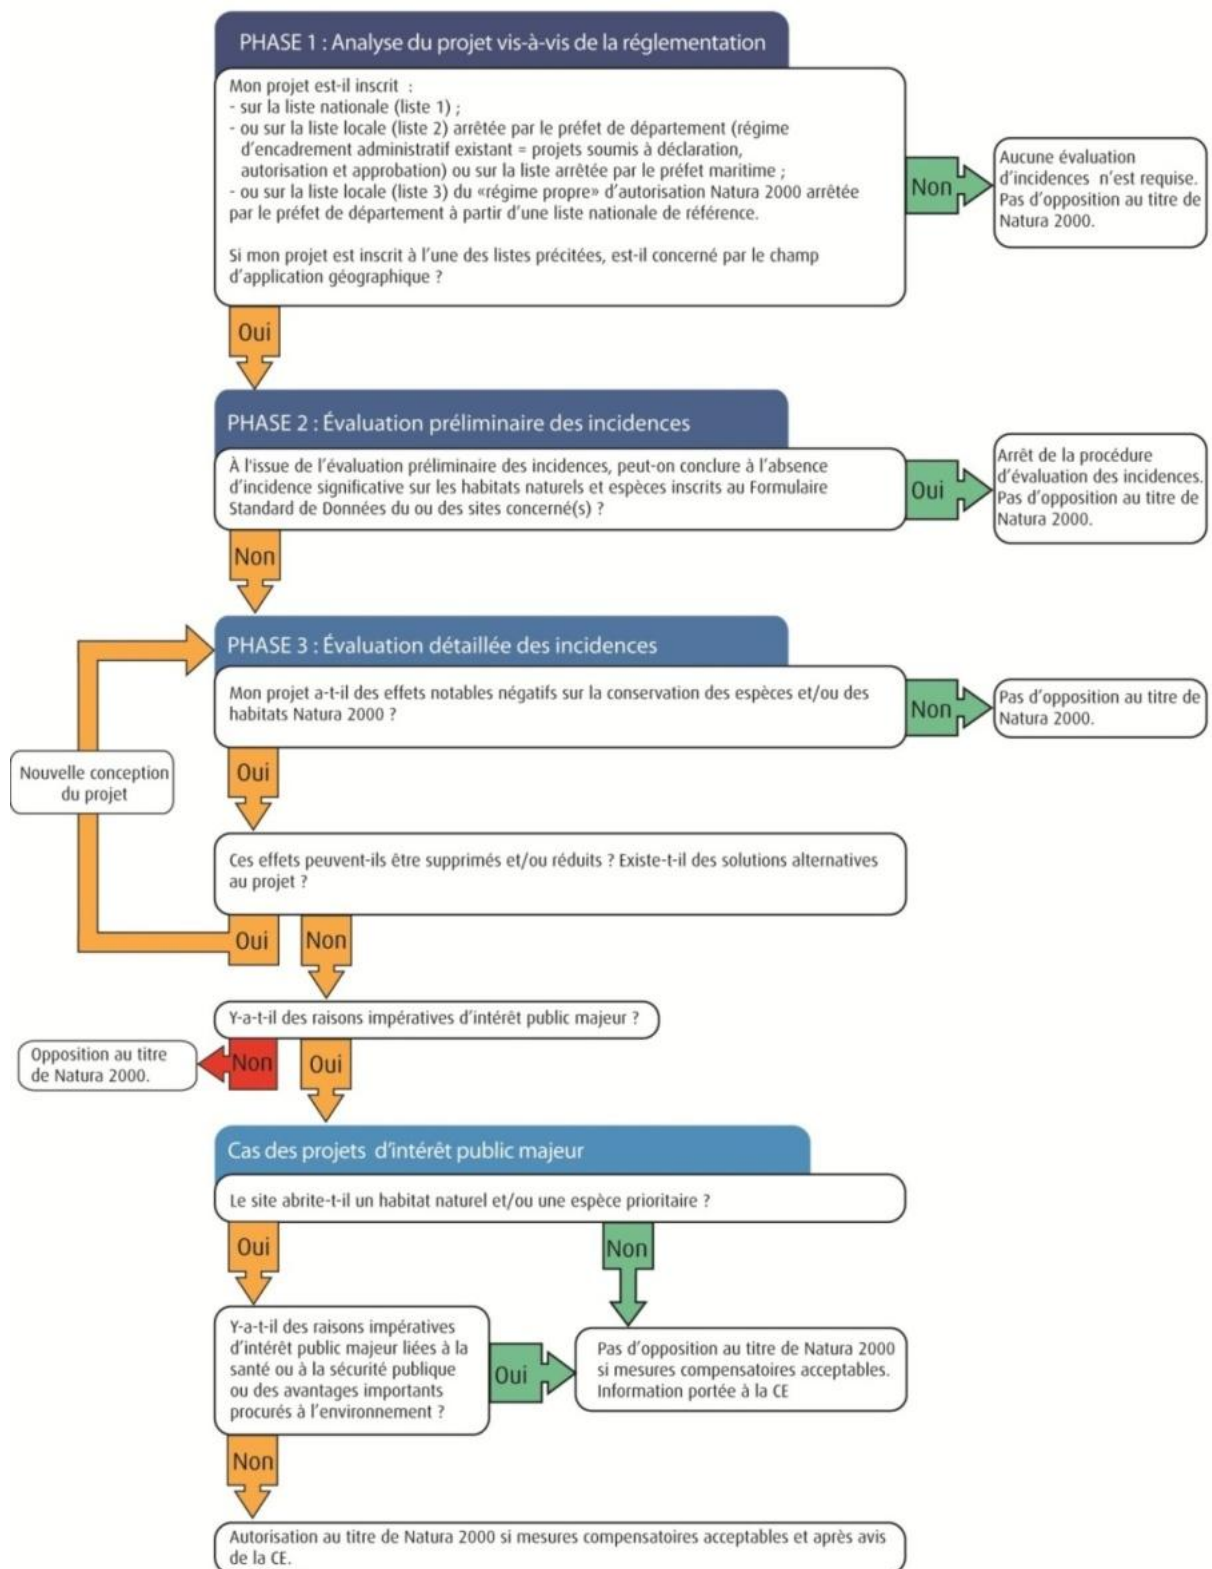 PHASE 1 : Analyse du projet vis-à-vis de la réglementation
Mon projet est-il inscrit :
- sur la liste nationale (liste 1) ;
- ou sur la liste locale (liste 2) arrêtée par le préfet de département (régime
d'encadrement administratif existant = projets soumis à déclaration,
autorisation et approbation) ou sur la liste arrêtée par le préfet maritime ;
- ou sur la liste locale (liste 3) du «régime propre» d'autorisation Natura 2000 arrêtée
par le préfet de département à partir d'une liste nationale de référence.
Si mon projet est inscrit à l'une des listes précitées, est-il concerné par le champ
d'application géographique ?
Non
Aucune évaluation
d'incidences n'est requise.
Pas d'opposition au titre de
Natura 2000.
Oui
PHASE 2 : Évaluation préliminaire des incidences
À l'issue de l'évaluation préliminaire des incidences, peut-on conclure à l'absence
d'incidence significative sur les habitats naturels et espèces inscrits au Formulaire
Standard de Données du ou des sites concerné(s) ?
Oui
Arrêt de la procédure
d'évaluation des incidences.
Pas d'opposition au titre de
Natura 2000.
Non
PHASE 3 : Évaluation détaillée des incidences
Mon projet a-t-il des effets notables négatifs sur la conservation des espèces et/ou des
habitats Natura 2000 ?
Non
Pas d'opposition au titre de
Natura 2000.
Oui
Nouvelle conception
du projet
Ces effets peuvent-ils être supprimés et/ou réduits ? Existe-t-il des solutions alternatives
au projet ?
Oui
Non
Y-a-t-il des raisons impératives d'intérêt public majeur ?
Opposition au titre
de Natura 2000.
Non
Oui
Cas des projets d'intérêt public majeur
Le site abrite-t-il un habitat naturel et/ou une espèce prioritaire ?
Oui
Non
Y-a-t-il des raisons impératives
d'intérêt public majeur liées à la
santé ou à la sécurité publique
ou des avantages importants
procurés à l'environnement ?
Oui
Pas d'opposition au titre de Natura 2000
si mesures compensatoires acceptables.
Information portée à la CE
Non
Autorisation au titre de Natura 2000 si mesures compensatoires acceptables et après avis
de la CE.